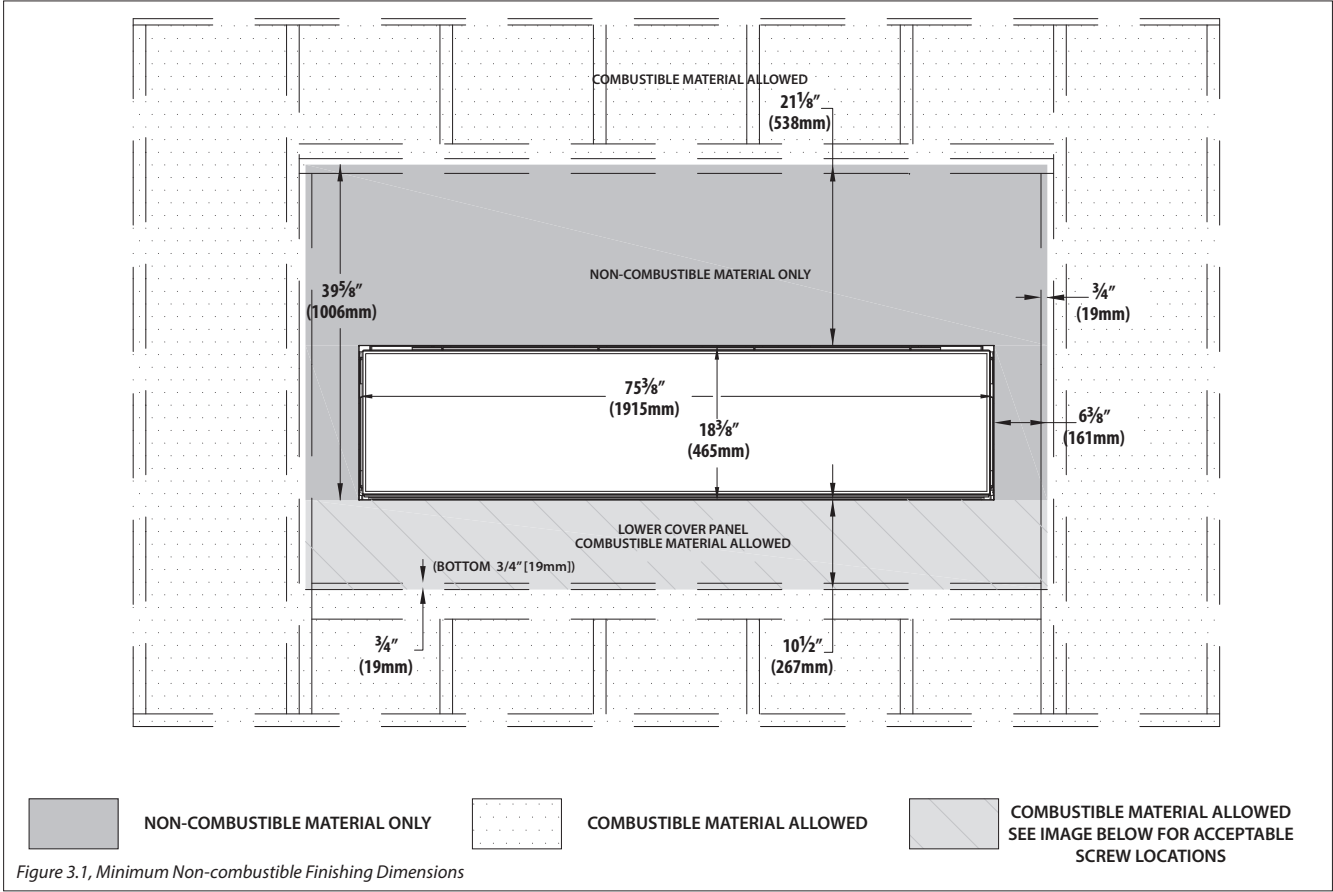 COMBUSTIBLE MATERIAL ALLOWED
21⅛"
(538mm)
NON-COMBUSTIBLE MATERIAL ONLY
39⅝"
(1006mm)
¾"
(19mm)
75⅜"
(1915mm)
18⅜"
(465mm)
6⅜"
(161mm)
LOWER COVER PANEL
COMBUSTIBLE MATERIAL ALLOWED
(BOTTOM 3/4" [19mm])
¾"
(19mm)
10½"
(267mm)
NON-COMBUSTIBLE MATERIAL ONLY
COMBUSTIBLE MATERIAL ALLOWED
COMBUSTIBLE MATERIAL ALLOWED
SEE IMAGE BELOW FOR ACCEPTABLE
SCREW LOCATIONS
Figure 3.1, Minimum Non-combustible Finishing Dimensions